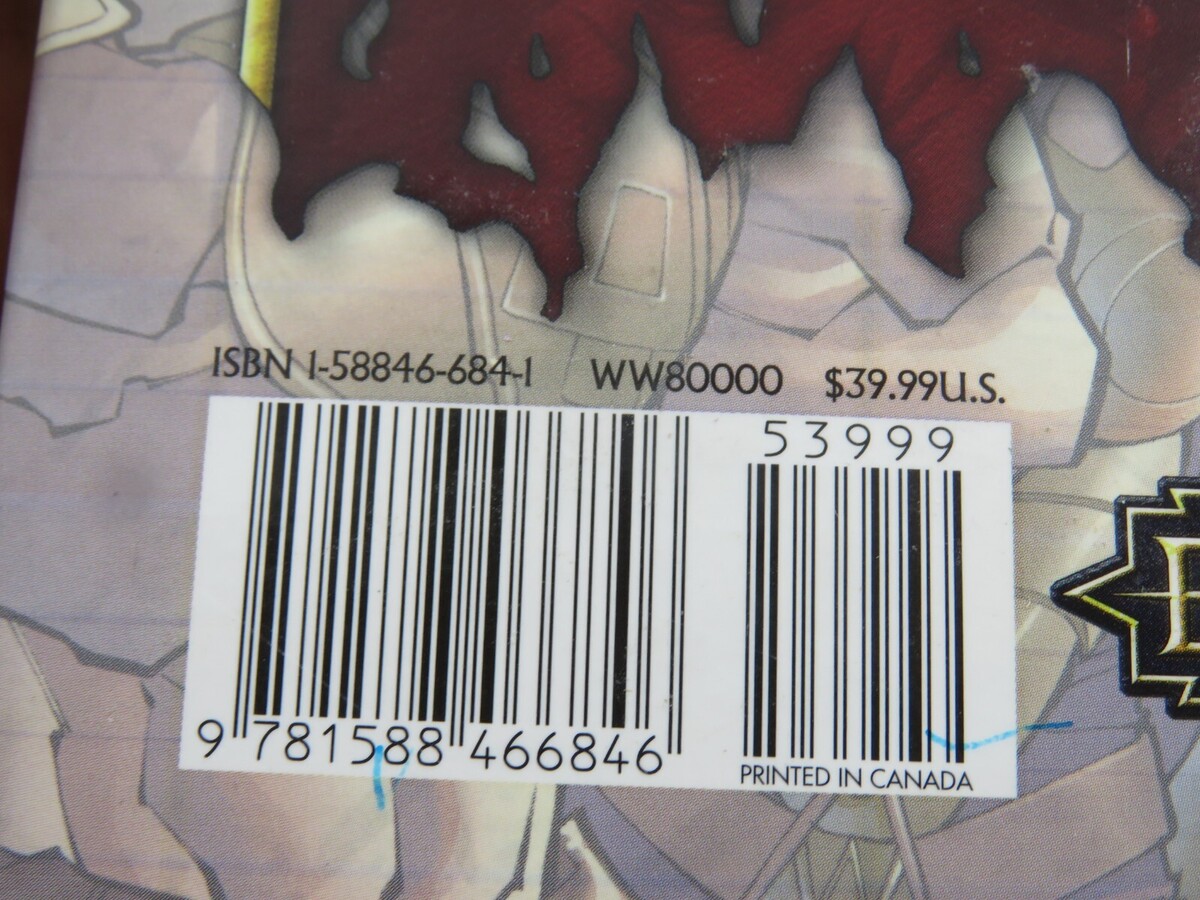 ISBN 1-58846-684-1 WW80000 $39.99U.S.
53999
9 781588 466846
PRINTED IN CANADA
E